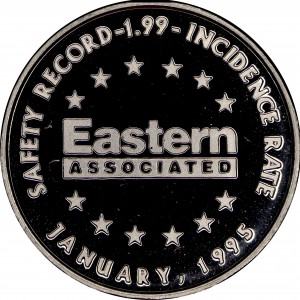 SAFETY RECORD-1.99-INCIDENCE RATE
Eastern
ASSOCIATED
JANUARY, 1995